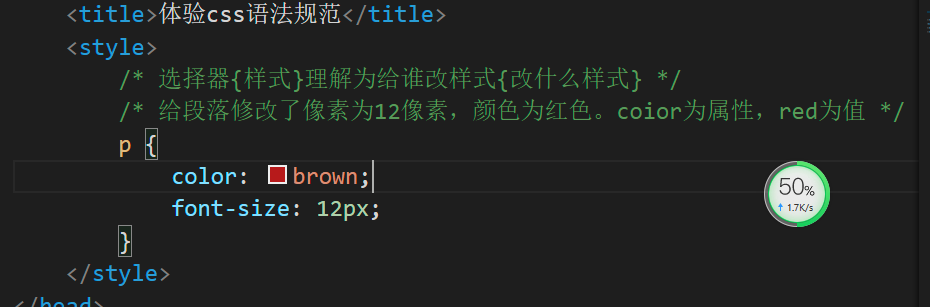 <title>体验css语法规范</title>
<style>
/* 选择器{样式}理解为给谁改样式{改什么样式} */
/* 给段落修改了像素为12像素，颜色为红色。coior为属性，red为值 */
p {
color: brown;
font-size: 12px;
}
</style>
</head>
50%
↑ 1.7K/s